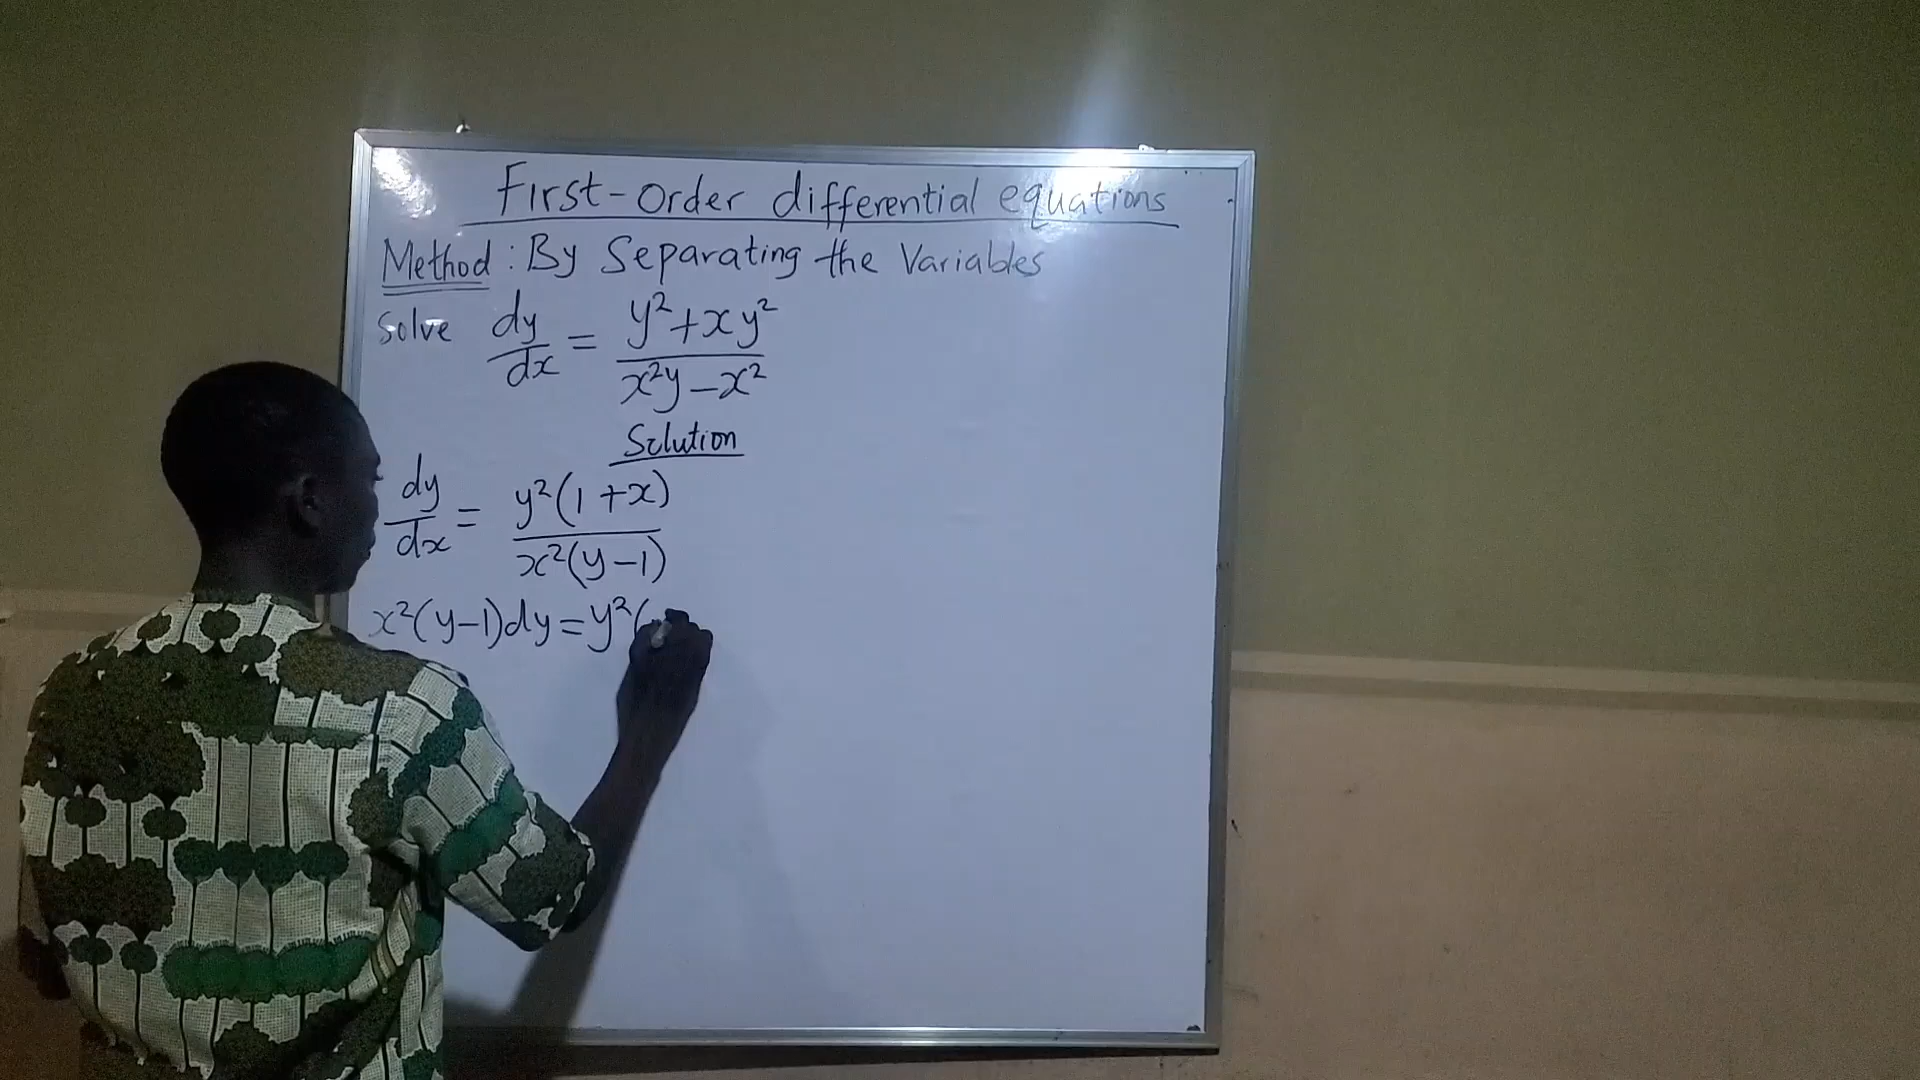 First-Order differential equations
Method: By Separating the Variables
Solve dy/dx = (y²+xy²)/(x²y-x²)
Solution
dy/dx = y²(1+x)/x²(y-1)
x²(y-1)dy=y²(